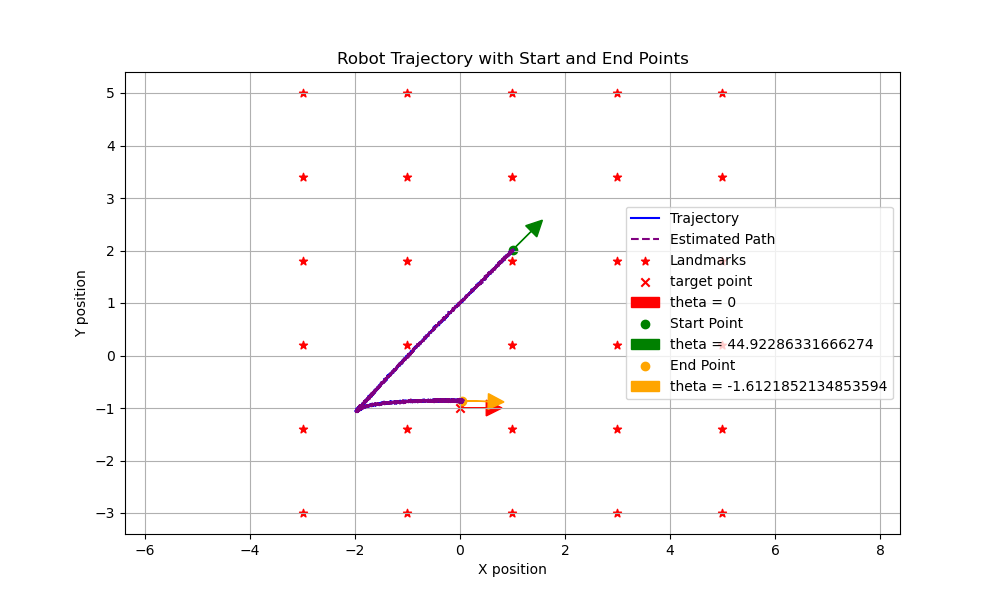 Robot Trajectory with Start and End Points
Y position
5
4
3
2
1
0
−1
−2
−3
Trajectory
Estimated Path
Landmarks
target point
theta = 0
Start Point
theta = 44.92286331666274
End Point
theta = -1.6121852134853594
−6 −4 −2 0 2 4 6 8
X position